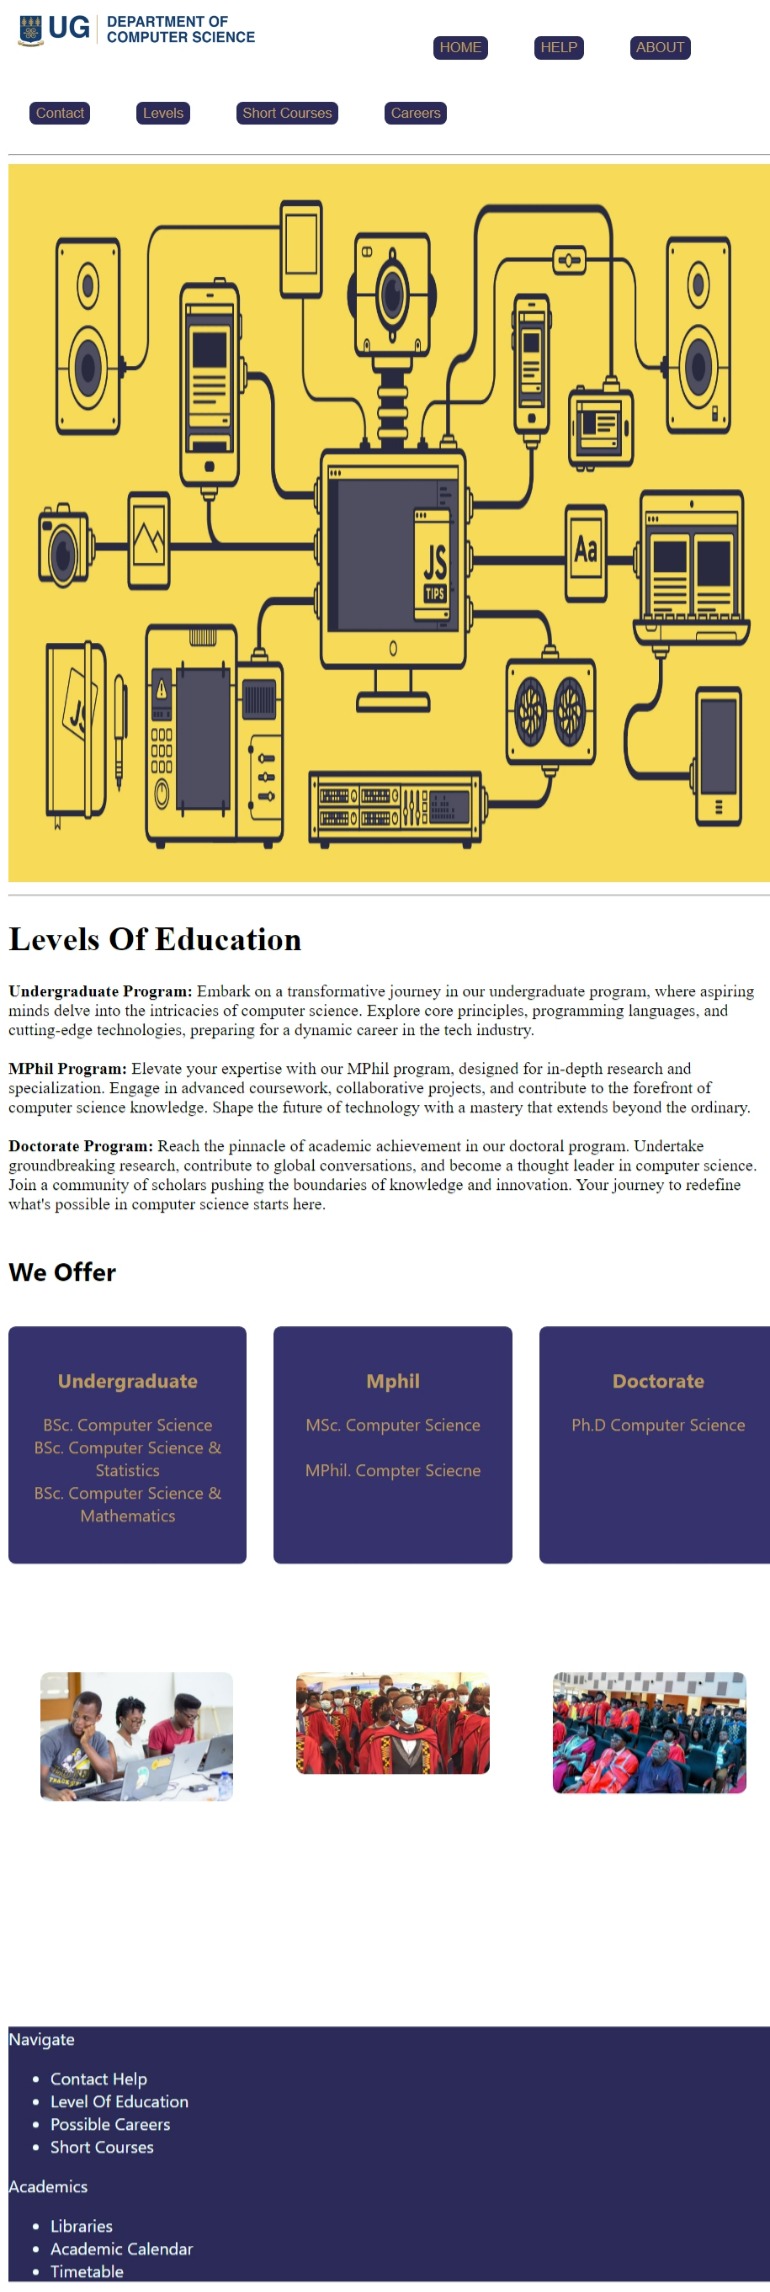 UG DEPARTMENT OF
COMPUTER SCIENCE
HOME HELP ABOUT
Contact Levels Short Courses Careers
JS
TIPS
Aa
JS
Levels Of Education
Undergraduate Program: Embark on a transformative journey in our undergraduate program, where aspiring
minds delve into the intricacies of computer science. Explore core principles, programming languages, and
cutting-edge technologies, preparing for a dynamic career in the tech industry.
MPhil Program: Elevate your expertise with our MPhil program, designed for in-depth research and
specialization. Engage in advanced coursework, collaborative projects, and contribute to the forefront of
computer science knowledge. Shape the future of technology with a mastery that extends beyond the ordinary.
Doctorate Program: Reach the pinnacle of academic achievement in our doctoral program. Undertake
groundbreaking research, contribute to global conversations, and become a thought leader in computer science.
Join a community of scholars pushing the boundaries of knowledge and innovation. Your journey to redefine
what's possible in computer science starts here.
We Offer
Undergraduate
BSc. Computer Science
BSc. Computer Science &
Statistics
BSc. Computer Science &
Mathematics
Mphil
MSc. Computer Science
MPhil. Compter Sciecne
Doctorate
Ph.D Computer Science
Navigate
Contact Help
Level Of Education
Possible Careers
Short Courses
Academics
Libraries
Academic Calendar
Timetable